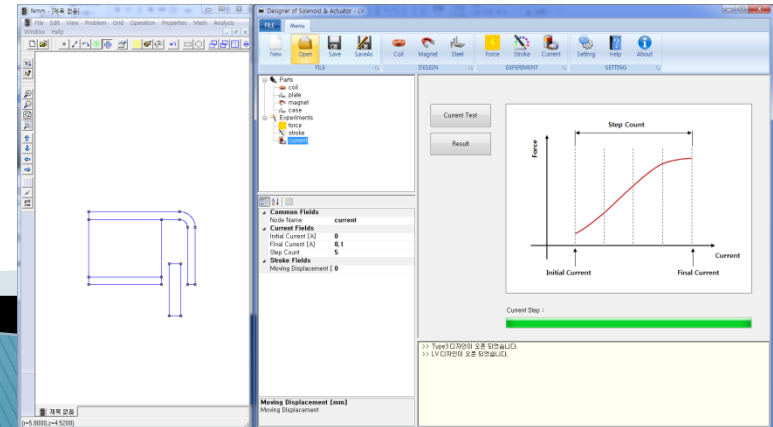 femm - [제목 없음]
File Edit View Problem Grid Operation Properties Mesh Analysis
Window Help
제목 없음
(r=5.8000,z=4.5200)
Designer of Solenoid & Actuator - LV
FILE Menu
New Open Save SaveAs Coil Magnet Steel Force Stroke Current Setting Help About
FILE DESIGN EXPERIMENT SETTING
Parts
coil
plate
magnet
case
Experiments
force
stroke
current
Common Fields
Node Name current
Current Fields
Initial Current [A] 0
Final Current [A] 0.1
Step Count 5
Stroke Fields
Moving Displacement [ 0
Moving Displacement [mm]
Moving Displacement
Current Test
Result
Step Count
Force
Current
Initial Current Final Current
Current Step :
>> Type3 디자인이 오픈 되었습니다.
>> LV 디자인이 오픈 되었습니다.